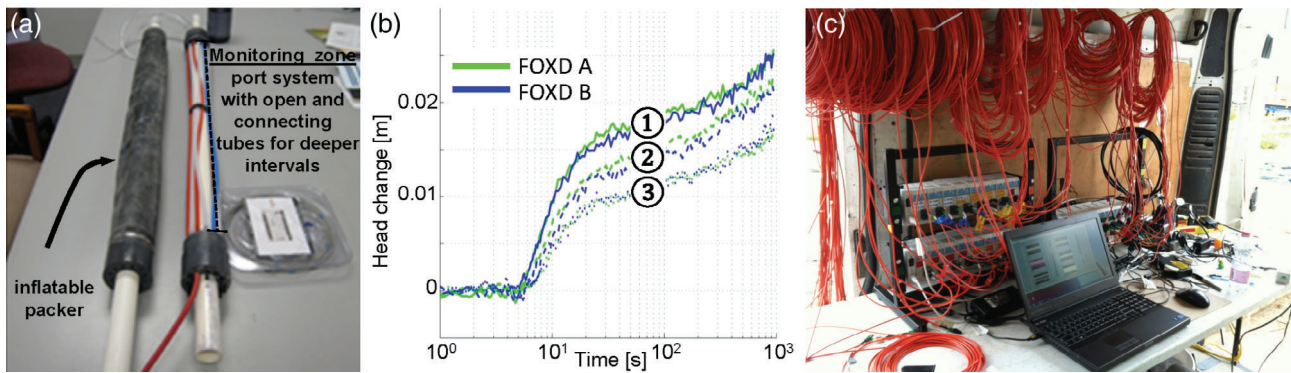 (a)
Monitoring zone
port system
with open and
connecting
tubes for deeper
intervals
inflatable
packer
(b)
FOXD A
FOXD B
1
2
3
Head change [m]
0.02
0.01
0
10⁰
10¹
10²
10³
Time [s]
(c)